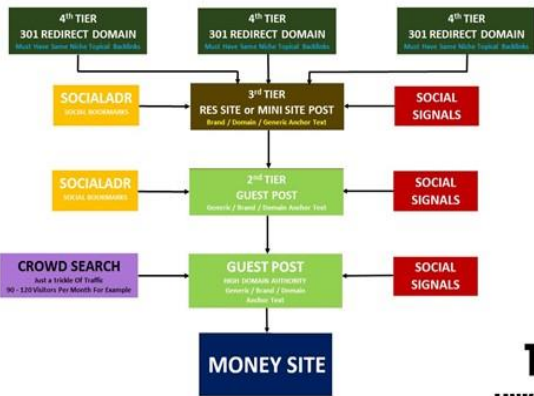 4th TIER
301 REDIRECT DOMAIN
Must Have Same Niche Topical Backlinks
4th TIER
301 REDIRECT DOMAIN
Must Have Same Niche Topical Backlinks
4th TIER
301 REDIRECT DOMAIN
Must Have Same Niche Topical Backlinks
SOCIALADR
SOCIAL BOOKMARKS
3rd TIER
RES SITE or MINI SITE POST
Brand / Domain / Generic Anchor Text
SOCIAL
SIGNALS
SOCIALADR
SOCIAL BOOKMARKS
2nd TIER
GUEST POST
Generic / Brand / Domain Anchor Text
SOCIAL
SIGNALS
CROWD SEARCH
Just a Trickle Of Traffic
90 - 120 Visitors Per Month For Example
GUEST POST
HIGH DOMAIN AUTHORITY
Generic / Brand / Domain
Anchor Text
SOCIAL
SIGNALS
MONEY SITE